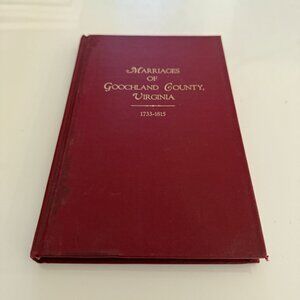 Marriages
of
Goochland County,
Virginia
1733-1815